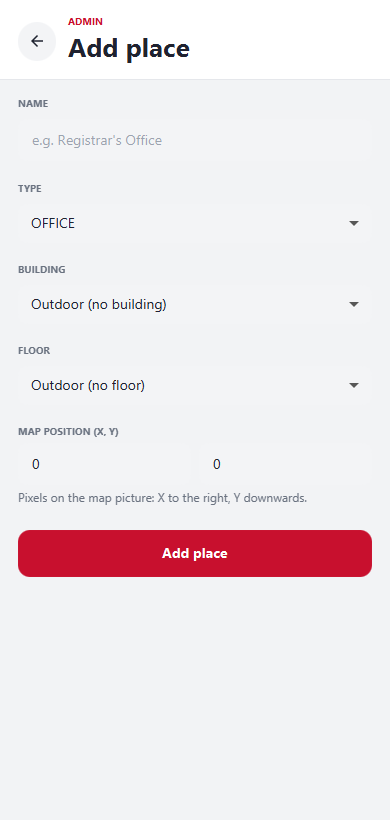 ADMIN
Add place
NAME
e.g. Registrar's Office
TYPE
OFFICE
BUILDING
Outdoor (no building)
FLOOR
Outdoor (no floor)
MAP POSITION (X, Y)
0 0
Pixels on the map picture: X to the right, Y downwards.
Add place